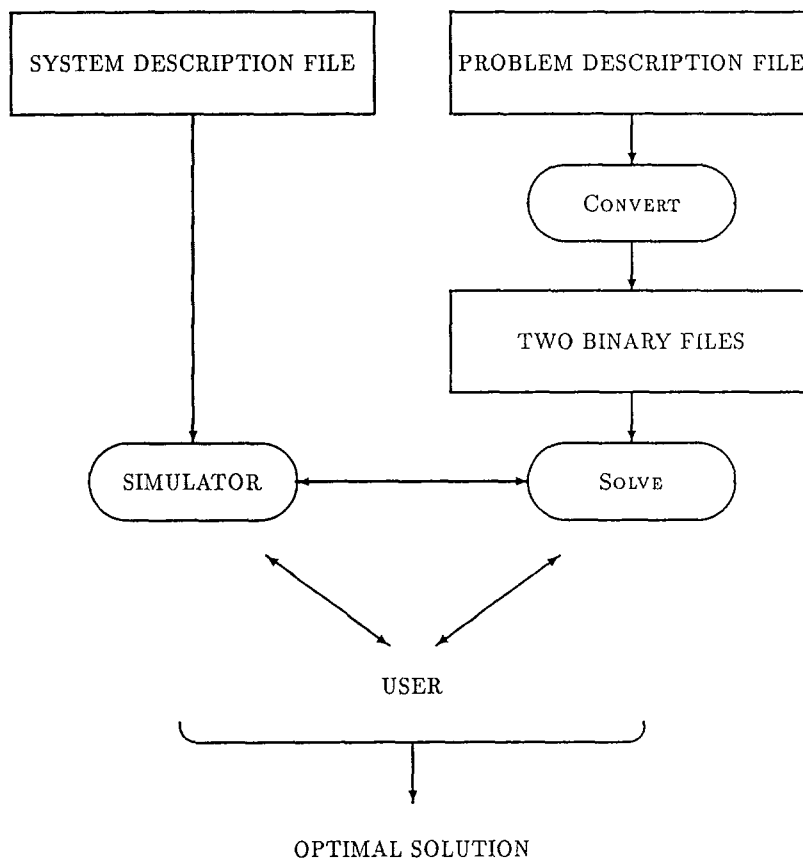 SYSTEM DESCRIPTION FILE
PROBLEM DESCRIPTION FILE
CONVERT
TWO BINARY FILES
SIMULATOR
SOLVE
USER
OPTIMAL SOLUTION